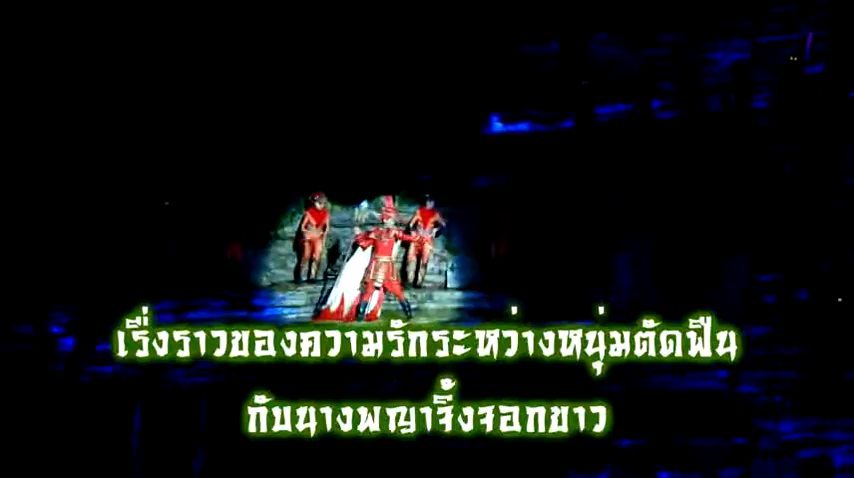 เรื่งราวของความรักระหว่างหนุ่มตัดฟืน
กับนางพญาจิ้งจอกขาว